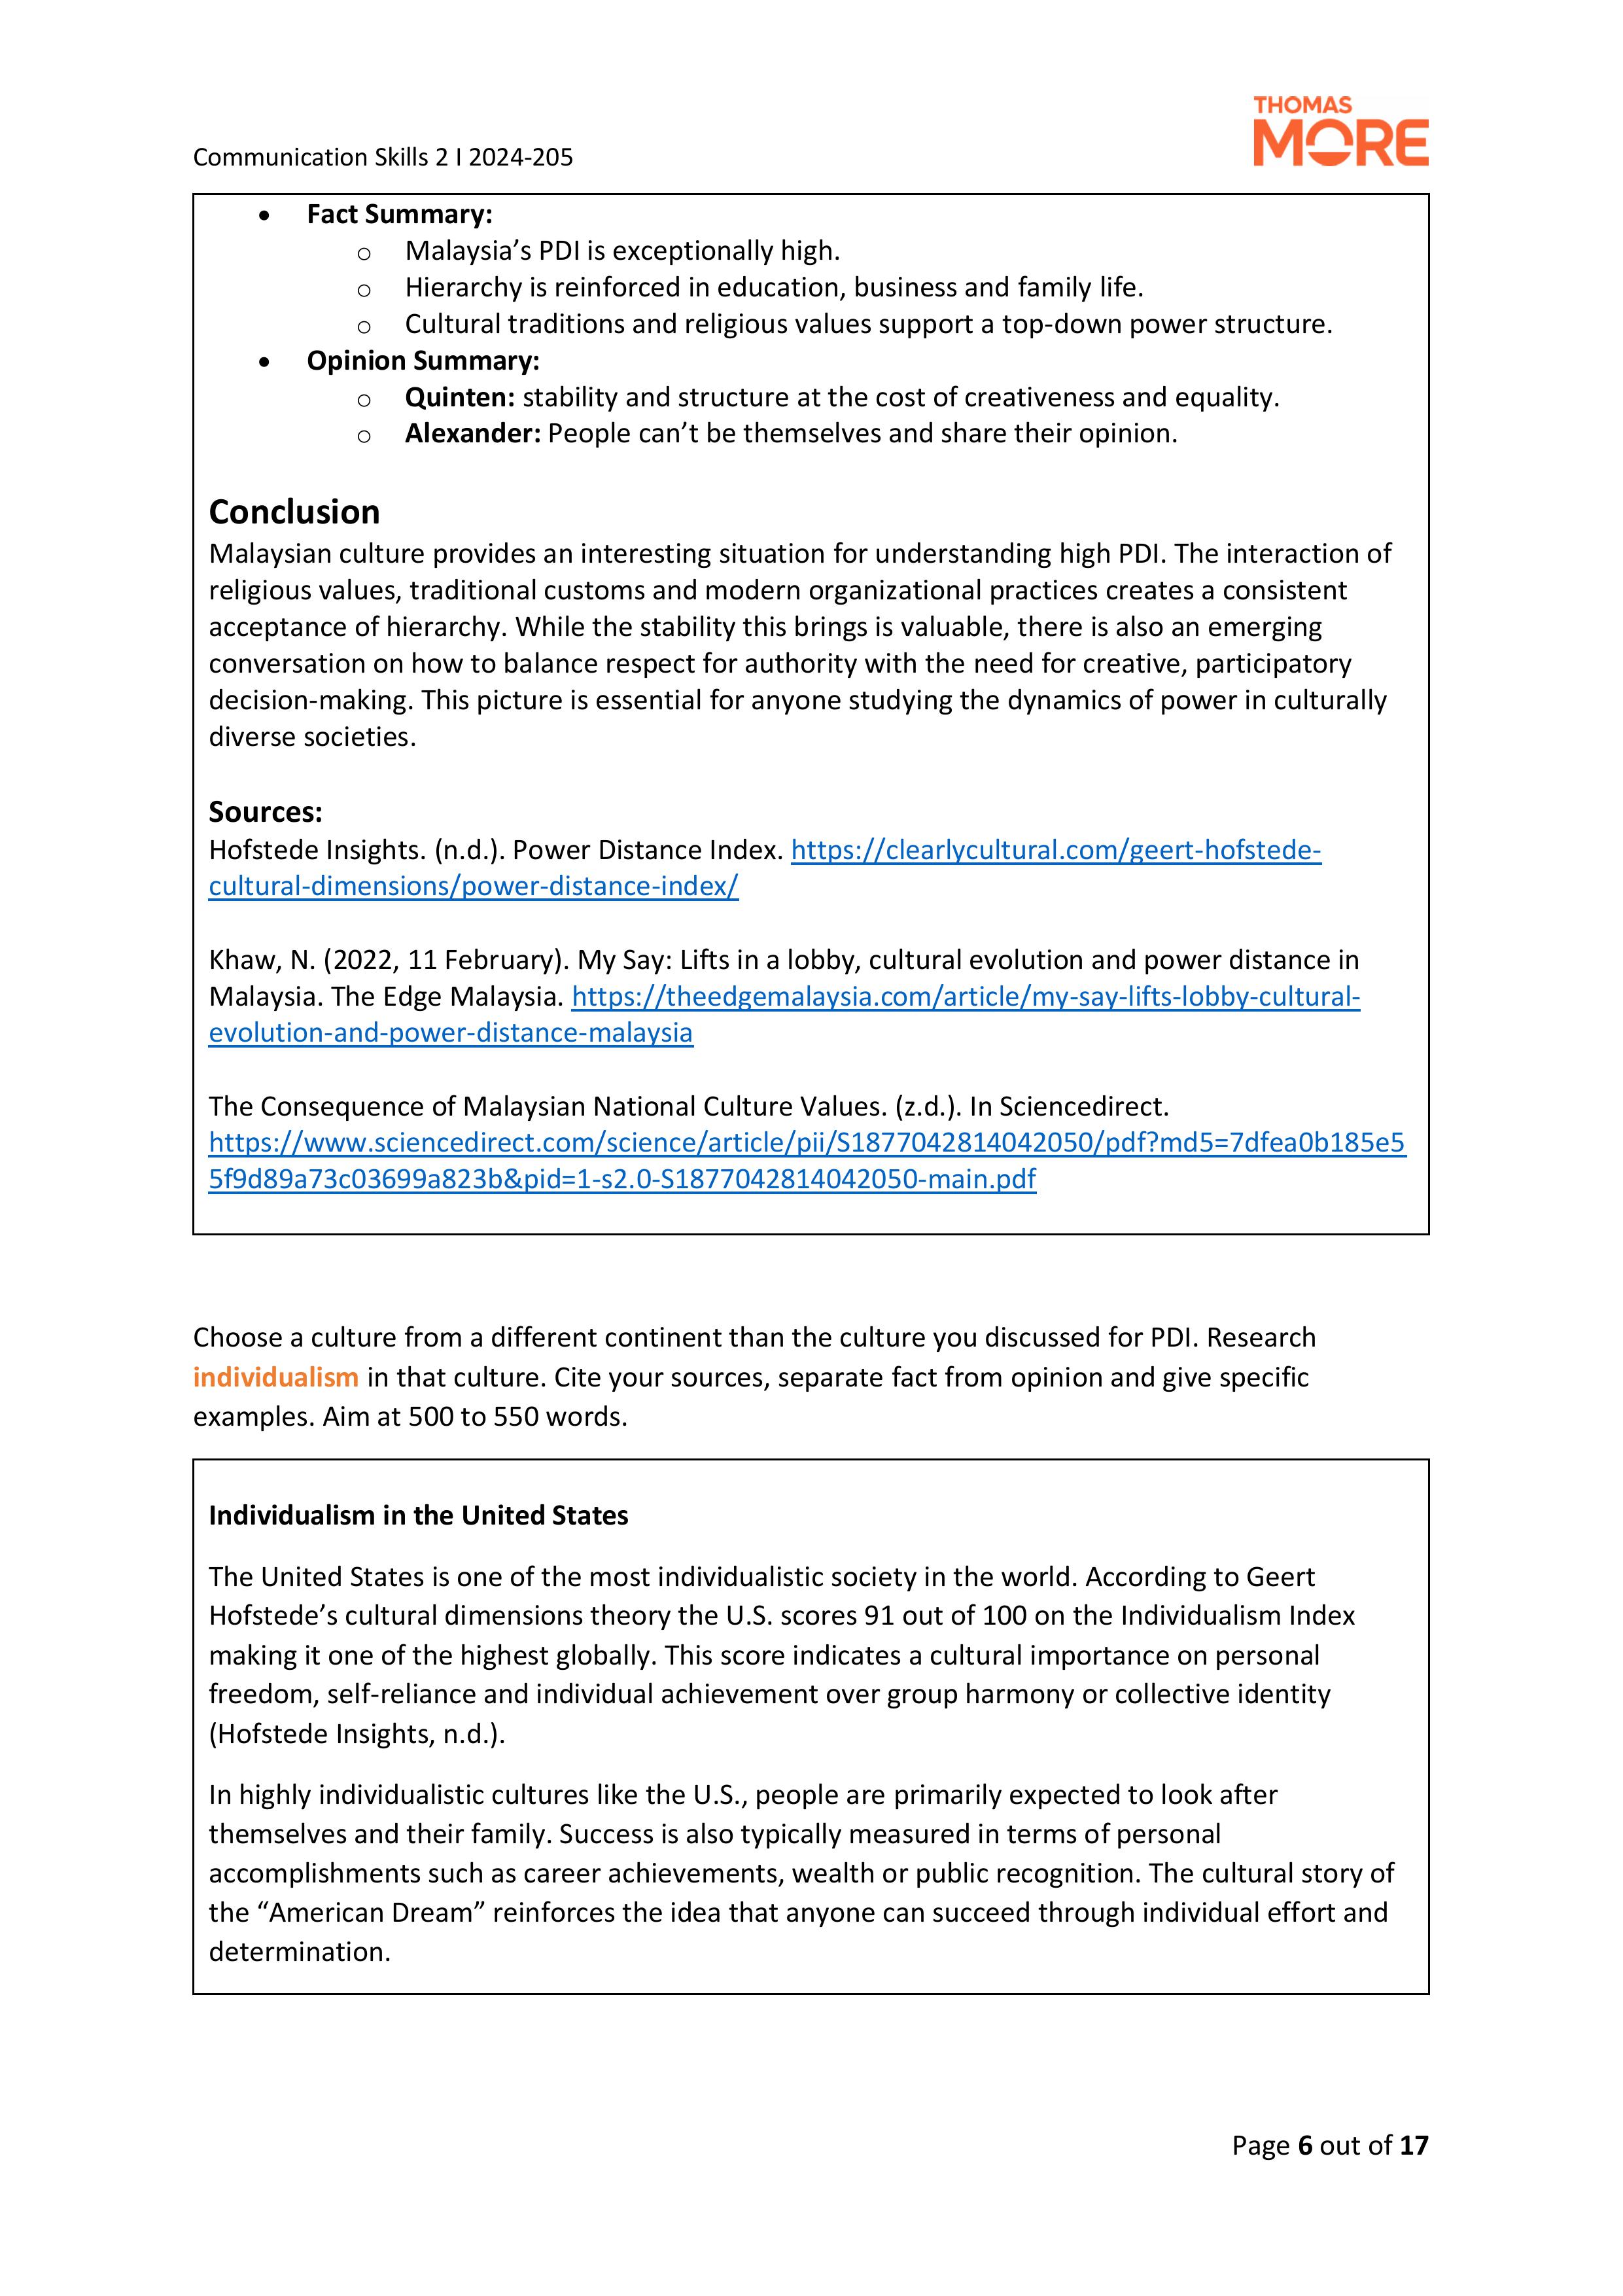 THOMAS
MORE
Communication Skills 2 I 2024-205
• Fact Summary:
o Malaysia’s PDI is exceptionally high.
o Hierarchy is reinforced in education, business and family life.
o Cultural traditions and religious values support a top-down power structure.
• Opinion Summary:
o Quinten: stability and structure at the cost of creativeness and equality.
o Alexander: People can’t be themselves and share their opinion.
Conclusion
Malaysian culture provides an interesting situation for understanding high PDI. The interaction of
religious values, traditional customs and modern organizational practices creates a consistent
acceptance of hierarchy. While the stability this brings is valuable, there is also an emerging
conversation on how to balance respect for authority with the need for creative, participatory
decision-making. This picture is essential for anyone studying the dynamics of power in culturally
diverse societies.
Sources:
Hofstede Insights. (n.d.). Power Distance Index. https://clearlycultural.com/geert-hofstede-
cultural-dimensions/power-distance-index/
Khaw, N. (2022, 11 February). My Say: Lifts in a lobby, cultural evolution and power distance in
Malaysia. The Edge Malaysia. https://theedgemalaysia.com/article/my-say-lifts-lobby-cultural-
evolution-and-power-distance-malaysia
The Consequence of Malaysian National Culture Values. (z.d.). In Sciencedirect.
https://www.sciencedirect.com/science/article/pii/S1877042814042050/pdf?md5=7dfea0b185e5
5f9d89a73c03699a823b&pid=1-s2.0-S1877042814042050-main.pdf
Choose a culture from a different continent than the culture you discussed for PDI. Research
individualism in that culture. Cite your sources, separate fact from opinion and give specific
examples. Aim at 500 to 550 words.
Individualism in the United States
The United States is one of the most individualistic society in the world. According to Geert
Hofstede’s cultural dimensions theory the U.S. scores 91 out of 100 on the Individualism Index
making it one of the highest globally. This score indicates a cultural importance on personal
freedom, self-reliance and individual achievement over group harmony or collective identity
(Hofstede Insights, n.d.).
In highly individualistic cultures like the U.S., people are primarily expected to look after
themselves and their family. Success is also typically measured in terms of personal
accomplishments such as career achievements, wealth or public recognition. The cultural story of
the “American Dream” reinforces the idea that anyone can succeed through individual effort and
determination.
Page 6 out of 17